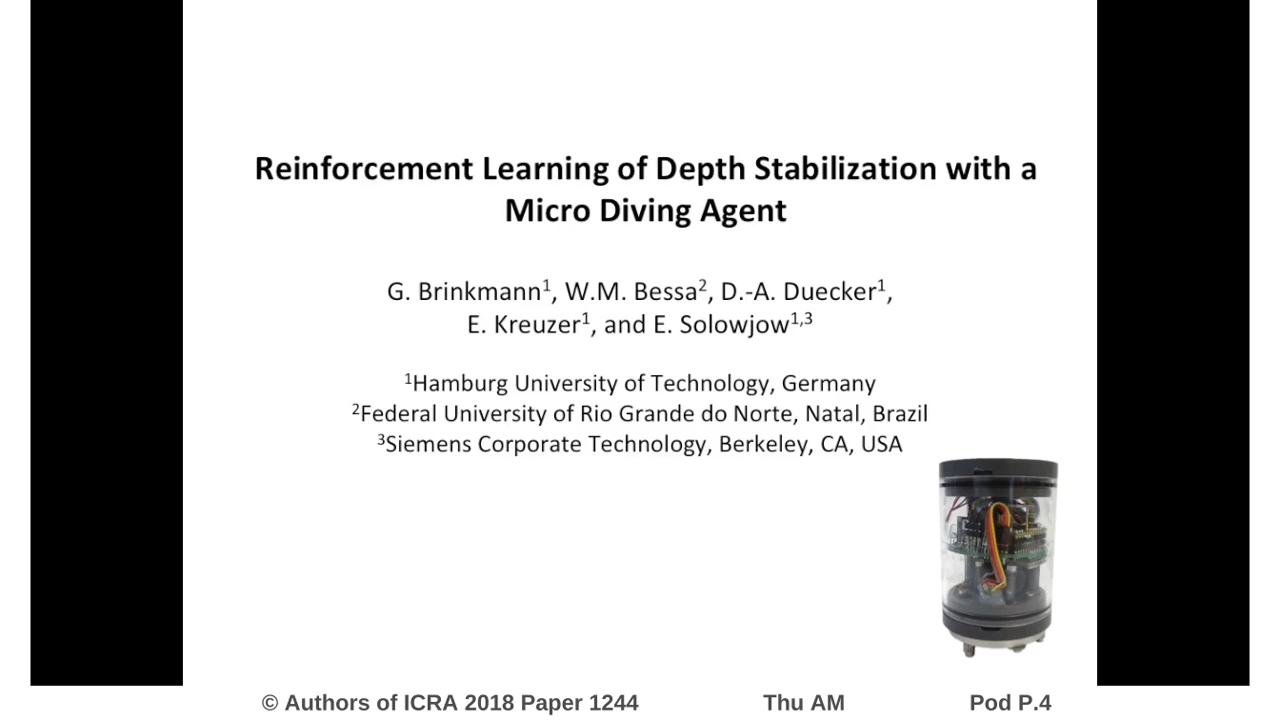 Reinforcement Learning of Depth Stabilization with a
Micro Diving Agent
G. Brinkmann¹, W.M. Bessa², D.-A. Duecker¹,
E. Kreuzer¹, and E. Solowjow¹,³
¹Hamburg University of Technology, Germany
²Federal University of Rio Grande do Norte, Natal, Brazil
³Siemens Corporate Technology, Berkeley, CA, USA
© Authors of ICRA 2018 Paper 1244 Thu AM Pod P.4